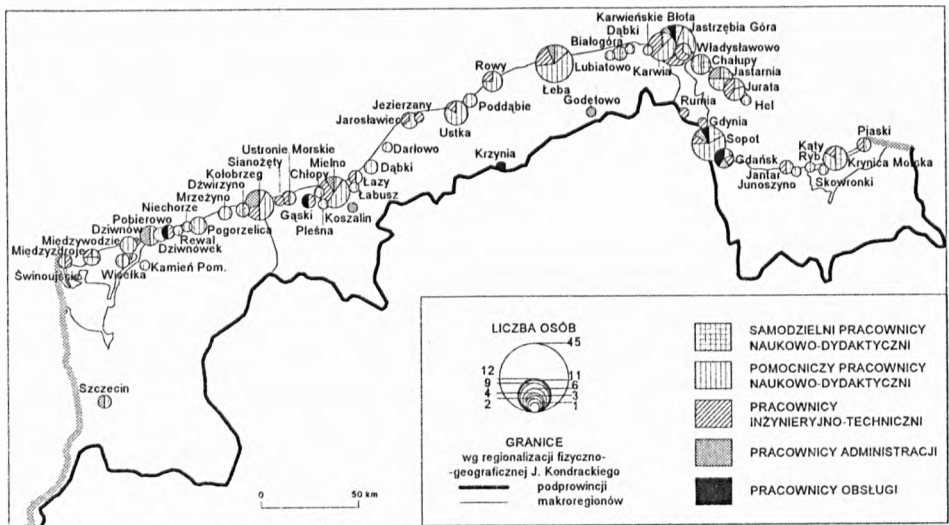 Karwieńskie Błota
Dąbki
Jastrzębia Góra
Białogóra
Władysławowo
Chałupy
Rowy
Lubiatowo
Karwia
Jastarnia
Łeba
Jurata
Jezierzany
Poddąbie
Godętowo
Hel
Jarosławiec
Rumia
Ustka
Gdynia
Sopot
Piaski
Ustronie Morskie
Darłowo
Krzynia
Kąty
Ryb.
Sianożęty
Mielno
Gdańsk
Krynica Morska
Kołobrzeg
Chłopy
Dąbki
Jantar
Dźwirzyno
Łazy
Junoszyno
Skowronki
Mrzeżyno
Łabusz
Niechorze
Gąski
Koszalin
Pobierowo
Pleśna
Dziwnów
Pogorzelica
Międzywodzie
Rewal
Międzyzdroje
Dziwnówek
Świnoujście
Wisełka
Kamień Pom.
Szczecin
LICZBA OSÓB
45
12
11
9
6
4
3
2
1
GRANICE
wg regionalizacji fizyczno-
-geograficznej J. Kondrackiego
podprowincji
makroregionów
SAMODZIELNI PRACOWNICY
NAUKOWO-DYDAKTYCZNI
POMOCNICZY PRACOWNICY
NAUKOWO-DYDAKTYCZNI
PRACOWNICY
INŻYNIERYJNO-TECHNICZNI
PRACOWNICY ADMINISTRACJI
PRACOWNICY OBSŁUGI
0
50 km